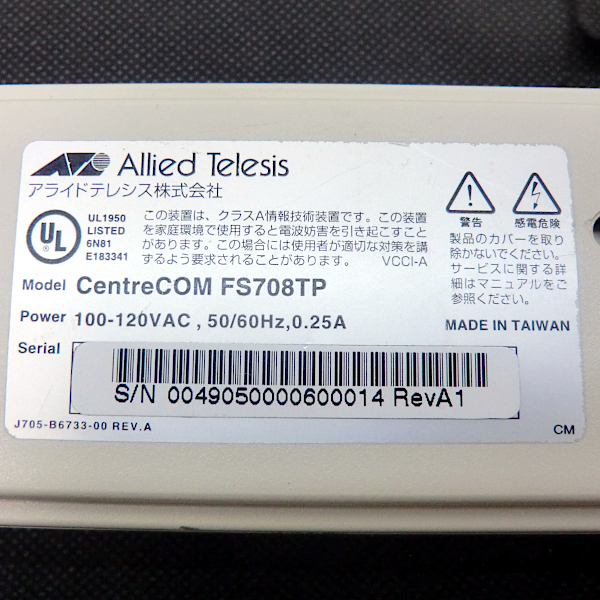 Allied Telesis
アライドテレシス株式会社
UL1950
LISTED
6N81
E183341
UL
この装置は、クラスA情報技術装置です。この装置
を家庭環境で使用すると電波妨害を引き起こすこと
があります。この場合には使用者が適切な対策を講
ずるよう要求されることがあります。 VCCI-A
警告
感電危険
製品のカバーを取り
除かないでください。
サービスに関する詳
細はマニュアルをご
参照ください。
Model CentreCOM FS708TP
Power 100-120VAC , 50/60Hz,0.25A
MADE IN TAIWAN
Serial
S/N 0049050000600014 RevA1
J705-B6733-00 REV.A
CM